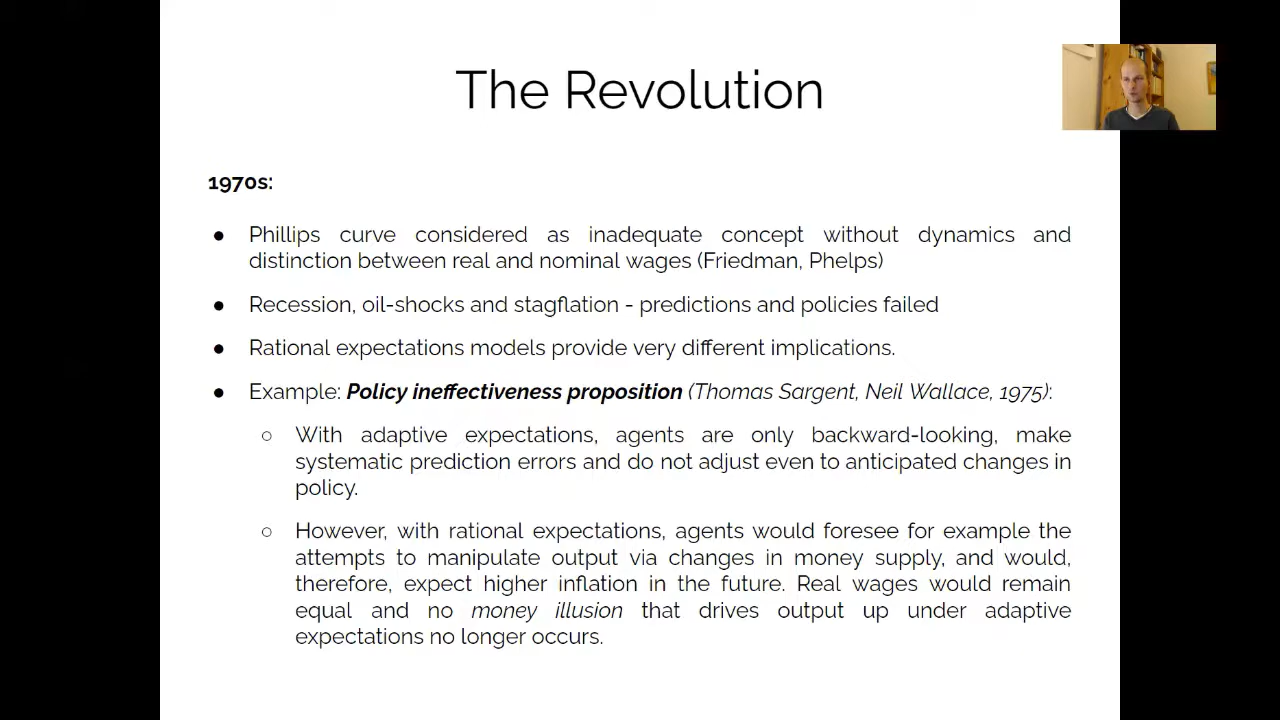 The Revolution
1970s:
● Phillips curve considered as inadequate concept without dynamics and
distinction between real and nominal wages (Friedman, Phelps)
● Recession, oil-shocks and stagflation - predictions and policies failed
● Rational expectations models provide very different implications.
● Example: Policy ineffectiveness proposition (Thomas Sargent, Neil Wallace, 1975):
○ With adaptive expectations, agents are only backward-looking, make
systematic prediction errors and do not adjust even to anticipated changes in
policy.
○ However, with rational expectations, agents would foresee for example the
attempts to manipulate output via changes in money supply, and would,
therefore, expect higher inflation in the future. Real wages would remain
equal and no money illusion that drives output up under adaptive
expectations no longer occurs.